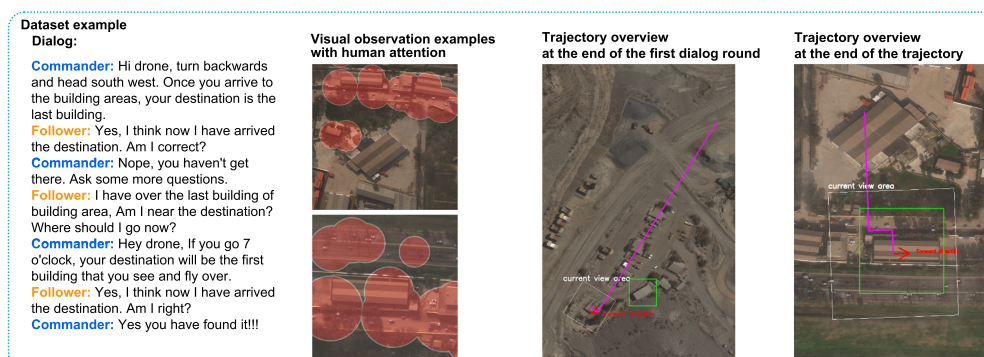 Dataset example
Dialog:
Commander: Hi drone, turn backwards
and head south west. Once you arrive to
the building areas, your destination is the
last building.
Follower: Yes, I think now I have arrived
the destination. Am I correct?
Commander: Nope, you haven't get
there. Ask some more questions.
Follower: I have over the last building of
building area, Am I near the destination?
Where should I go now?
Commander: Hey drone, If you go 7
o'clock, your destination will be the first
building that you see and fly over.
Follower: Yes, I think now I have arrived
the destination. Am I right?
Commander: Yes you have found it!!!
Visual observation examples
with human attention
Trajectory overview
at the end of the first dialog round
current view area
Trajectory overview
at the end of the trajectory
current view area